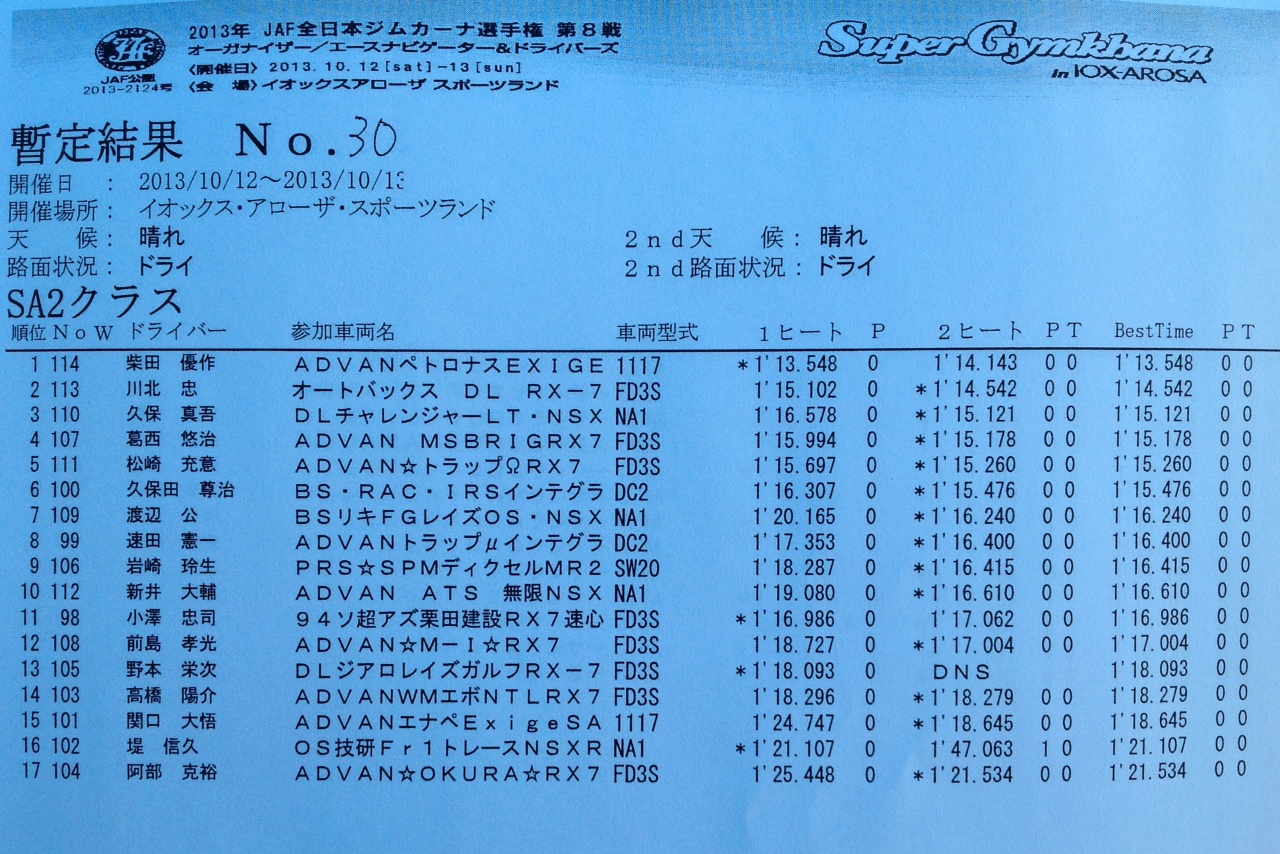 2013年 JAF全日本ジムカーナ選手権 第8戦
オーガナイザー／エースナビゲーター＆ドライバーズ
〈開催日〉2013.10.12[sat]-13[sun]
〈会　場〉イオックスアローザ スポーツランド
JAF公認
2013-2124号
Super Gymkhana
in IOX-AROSA
暫定結果　Ｎｏ.30
開催日　：　2013/10/12～2013/10/13
開催場所：　イオックス・アローザ・スポーツランド
天　　候：　晴れ　２ｎｄ天　　候：　晴れ
路面状況：　ドライ　２ｎｄ路面状況：　ドライ
SA2クラス
順位 ＮｏＷ ドライバー 参加車両名 車両型式 １ヒート Ｐ ２ヒート ＰＴ BestTime ＰＴ
1 114 柴田　優作 ＡＤＶＡＮペトロナスＥＸＩＧＥ 1117 *1'13.548 0 1'14.143 0 0 1'13.548 0 0
2 113 川北　忠 オートバックス　ＤＬ　ＲＸ－７ FD3S 1'15.102 0 *1'14.542 0 0 1'14.542 0 0
3 110 久保　真吾 ＤＬチャレンジャーＬＴ・ＮＳＸ NA1 1'16.578 0 *1'15.121 0 0 1'15.121 0 0
4 107 葛西　悠治 ＡＤＶＡＮ　ＭＳＢＲＩＧＲＸ７ FD3S 1'15.994 0 *1'15.178 0 0 1'15.178 0 0
5 111 松崎　充意 ＡＤＶＡＮ☆トラップΩＲＸ７ FD3S 1'15.697 0 *1'15.260 0 0 1'15.260 0 0
6 100 久保田　尊治 ＢＳ・ＲＡＣ・ＩＲＳインテグラ DC2 1'16.307 0 *1'15.476 0 0 1'15.476 0 0
7 109 渡辺　公 ＢＳリキＦＧレイズＯＳ・ＮＳＸ NA1 1'20.165 0 *1'16.240 0 0 1'16.240 0 0
8 99 速田　憲一 ＡＤＶＡＮトラップμインテグラ DC2 1'17.353 0 *1'16.400 0 0 1'16.400 0 0
9 106 岩崎　玲生 ＰＲＳ☆ＳＰＭディクセルＭＲ２ SW20 1'18.287 0 *1'16.415 0 0 1'16.415 0 0
10 112 新井　大輔 ＡＤＶＡＮ　ＡＴＳ　無限ＮＳＸ NA1 1'19.080 0 *1'16.610 0 0 1'16.610 0 0
11 98 小澤　忠司 ９４ソ超アズ栗田建設ＲＸ７速心 FD3S *1'16.986 0 1'17.062 0 0 1'16.986 0 0
12 108 前島　孝光 ＡＤＶＡＮ☆Ｍ－Ｉ☆ＲＸ７ FD3S 1'18.727 0 *1'17.004 0 0 1'17.004 0 0
13 105 野本　栄次 ＤＬジアロレイズガルフＲＸ－７ FD3S *1'18.093 0 ＤＮＳ 1'18.093 0 0
14 103 高橋　陽介 ＡＤＶＡＮＷＭエボＮＴＬＲＸ７ FD3S 1'18.296 0 *1'18.279 0 0 1'18.279 0 0
15 101 関口　大悟 ＡＤＶＡＮエナペＥｘｉｇｅＳＡ 1117 1'24.747 0 *1'18.645 0 0 1'18.645 0 0
16 102 堤　信久 ＯＳ技研Ｆｒ１トレースＮＳＸＲ NA1 *1'21.107 0 1'47.063 1 0 1'21.107 0 0
17 104 阿部　克裕 ＡＤＶＡＮ☆ＯＫＵＲＡ☆ＲＸ７ FD3S 1'25.448 0 *1'21.534 0 0 1'21.534 0 0